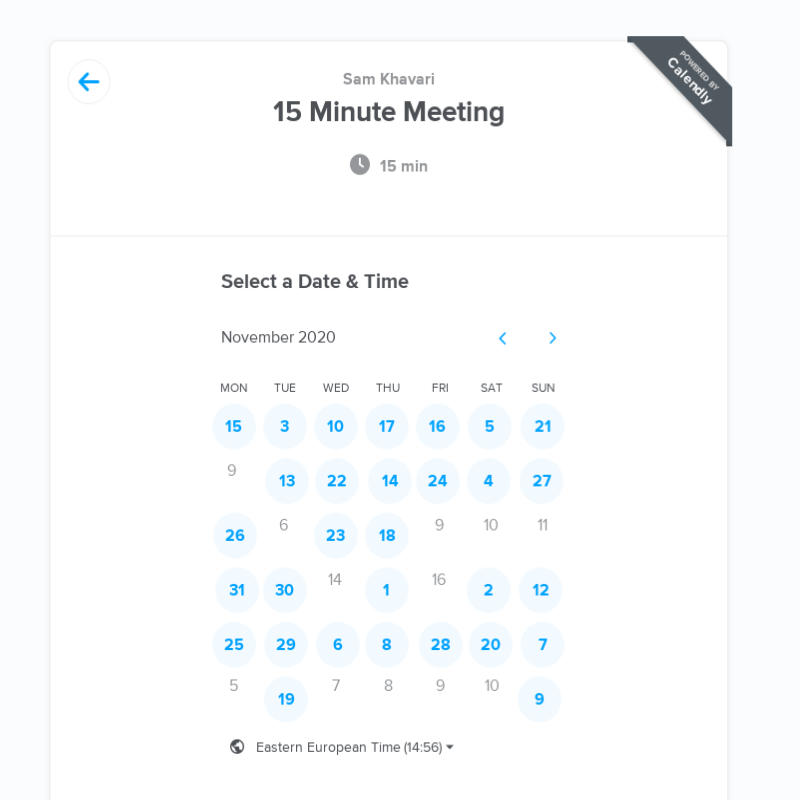 POWERED BY
Calendly
Sam Khavari
15 Minute Meeting
15 min
Select a Date & Time
November 2020
MON TUE WED THU FRI SAT SUN
15 3 10 17 16 5 21
9 13 22 14 24 4 27
26 6 23 18 9 10 11
31 30 14 1 16 2 12
25 29 6 8 28 20 7
5 19 7 8 9 10 9
Eastern European Time (14:56)